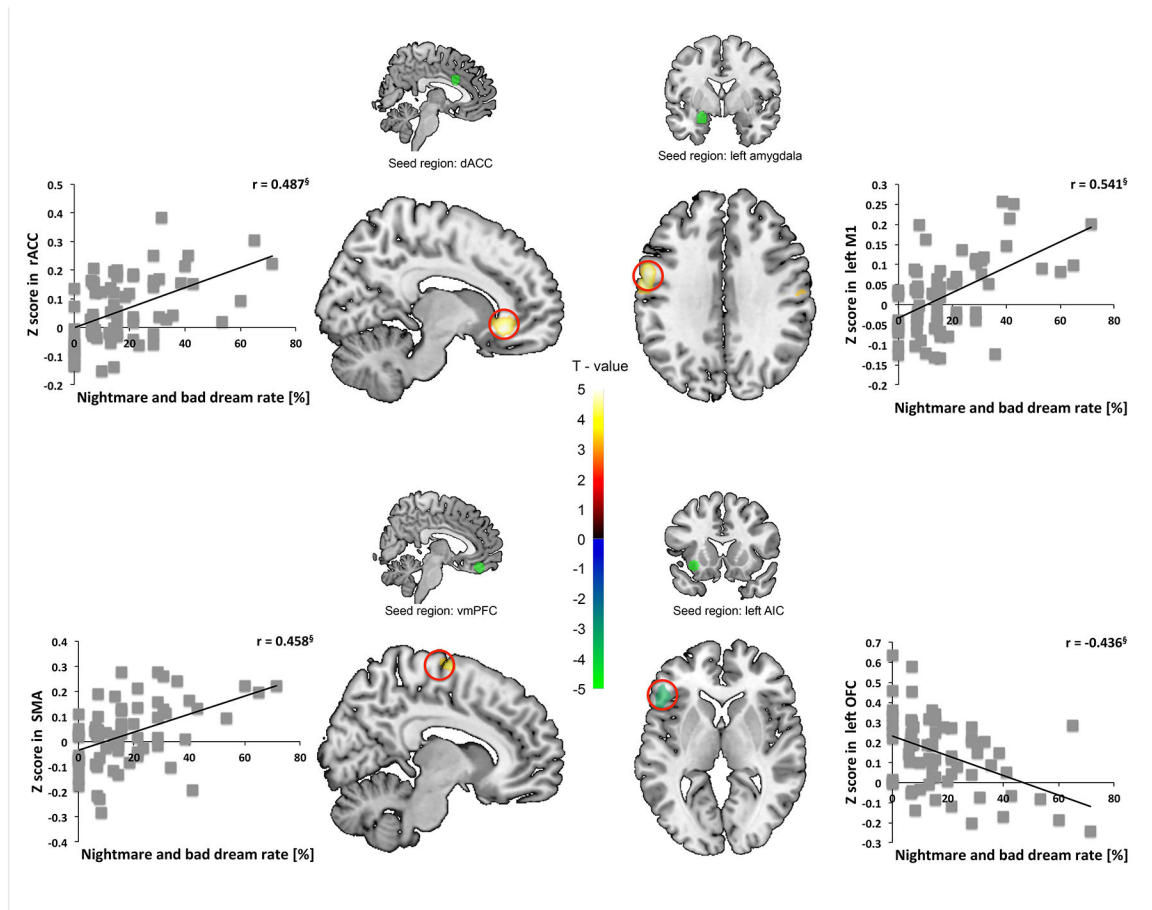 Seed region: dACC
Seed region: left amygdala
r = 0.487§
0.5
0.4
0.3
0.2
0.1
0
-0.1
-0.2
0 20 40 60 80
Z score in rACC
Nightmare and bad dream rate [%]
r = 0.541§
0.3
0.25
0.2
0.15
0.1
0.05
0
-0.05
-0.1
-0.15
-0.2
0 20 40 60 80
Z score in left M1
Nightmare and bad dream rate [%]
T - value
5
4
3
2
1
0
-1
-2
-3
-4
-5
Seed region: vmPFC
Seed region: left AIC
r = 0.458§
0.4
0.3
0.2
0.1
0
-0.1
-0.2
-0.3
-0.4
0 20 40 60 80
Z score in SMA
Nightmare and bad dream rate [%]
r = -0.436§
0.7
0.6
0.5
0.4
0.3
0.2
0.1
0
-0.1
-0.2
-0.3
0 20 40 60 80
Z score in left OFC
Nightmare and bad dream rate [%]